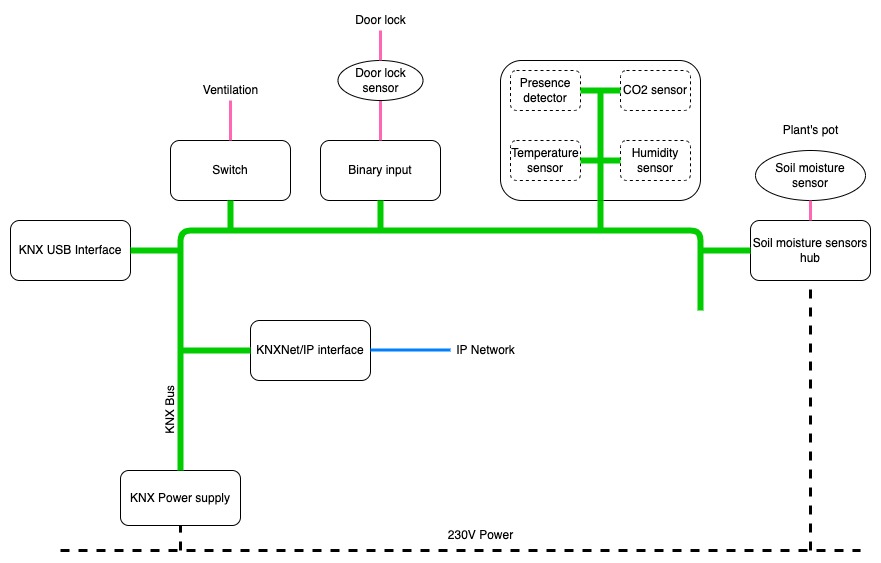 Door lock
Door lock
sensor
Ventilation
Presence
detector
CO2 sensor
Temperature
sensor
Humidity
sensor
Plant's pot
Soil moisture
sensor
Switch
Binary input
KNX USB Interface
Soil moisture sensors
hub
KNXNet/IP interface
IP Network
KNX Bus
KNX Power supply
230V Power